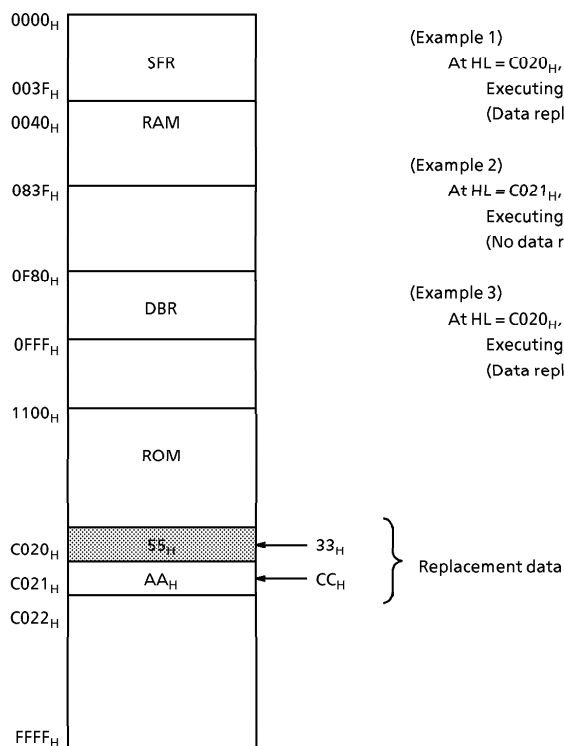 0000H
SFR
003FH
0040H
RAM
083FH
0F80H
DBR
0FFFH
1100H
ROM
C020H
55H
33H
C021H
AAH
CCH
C022H
FFFFH
Replacement data
(Example 1)
At HL = C020H,
Executing
(Data repl
(Example 2)
At HL = C021H,
Executing
(No data r
(Example 3)
At HL = C020H,
Executing
(Data repl